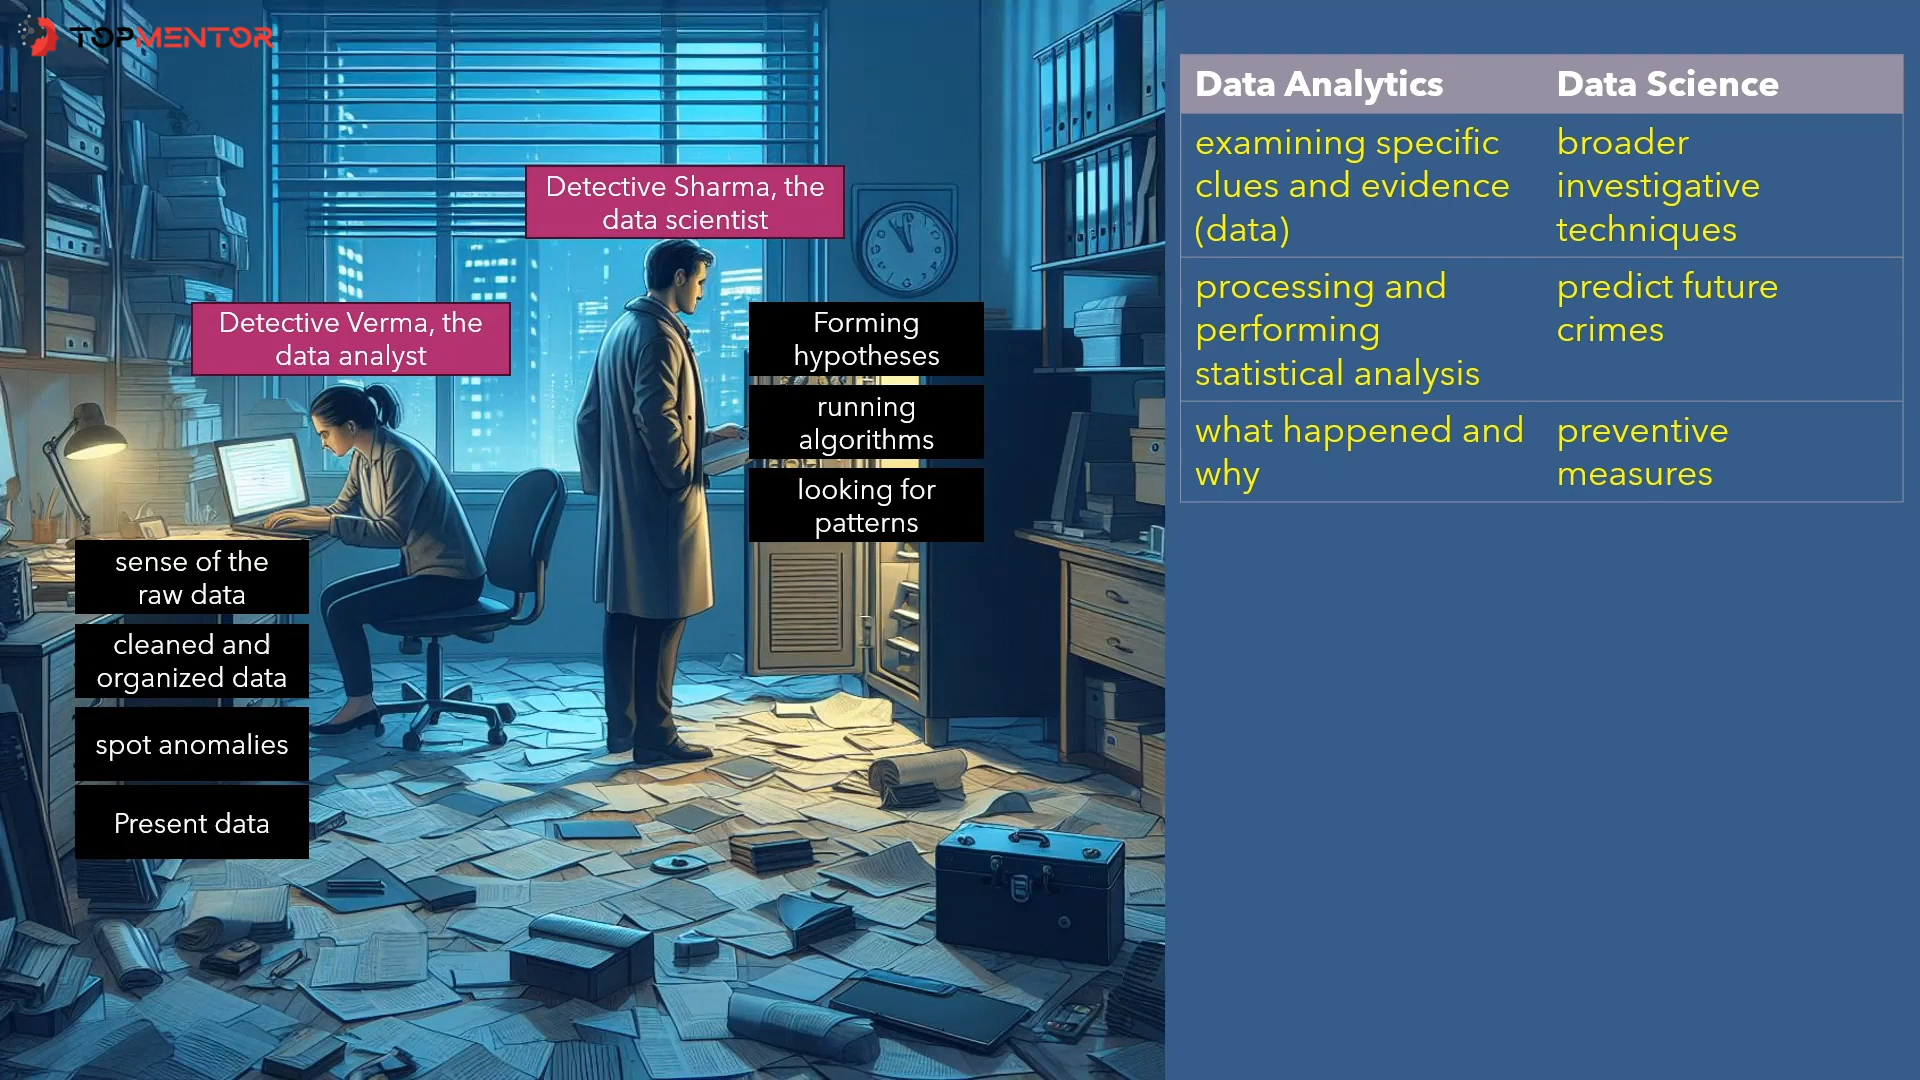 TOPMENTOR
Detective Sharma, the
data scientist
Detective Verma, the
data analyst
Forming
hypotheses
running
algorithms
looking for
patterns
sense of the
raw data
cleaned and
organized data
spot anomalies
Present data
Data Analytics
Data Science
examining specific
clues and evidence
(data)
broader
investigative
techniques
processing and
performing
statistical analysis
predict future
crimes
what happened and
why
preventive
measures